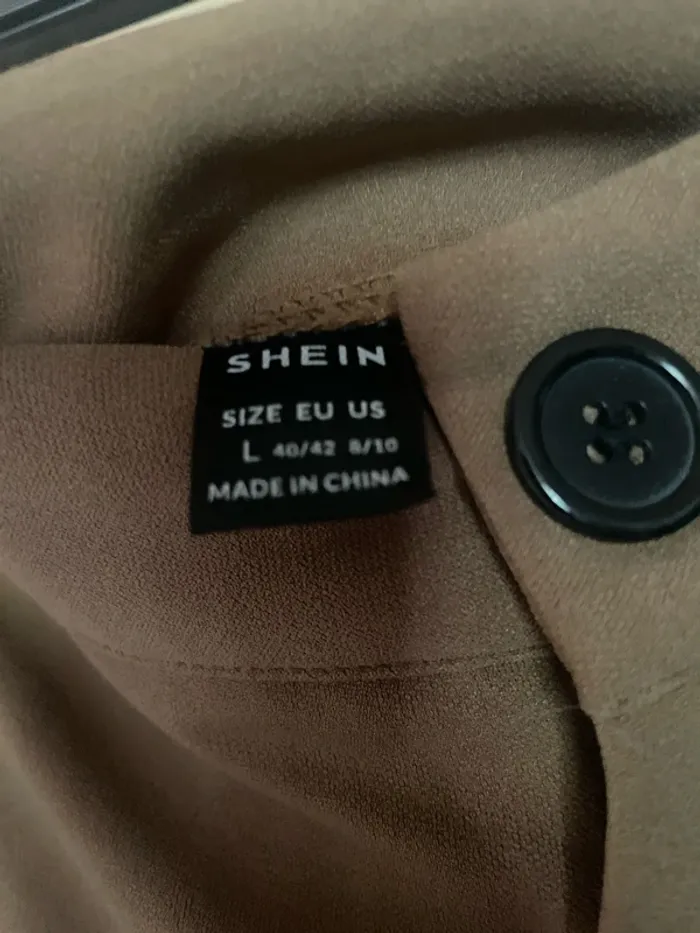 SHEIN
SIZE EU US
L 40/42 8/10
MADE IN CHINA